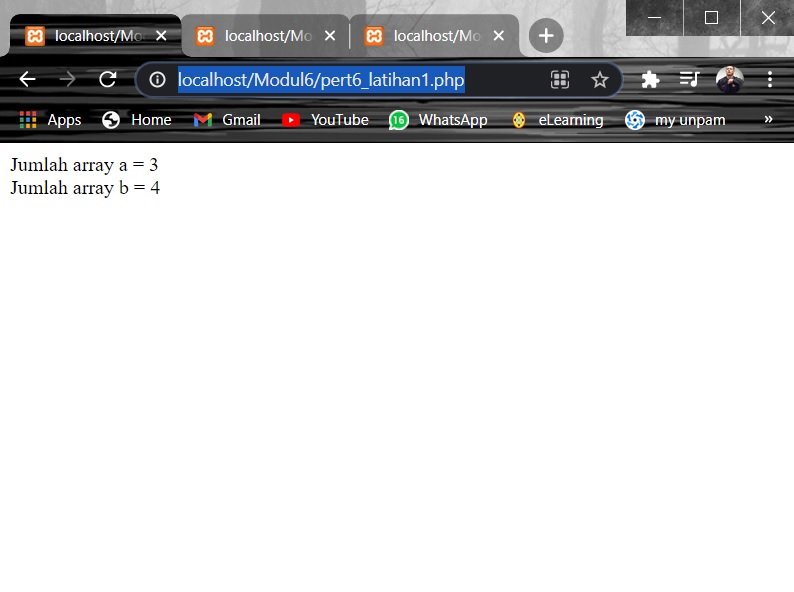 localhost/Mo
localhost/Mo
localhost/Mo
localhost/Modul6/pert6_latihan1.php
Apps Home Gmail YouTube 16 WhatsApp eLearning my unpam »
Jumlah array a = 3
Jumlah array b = 4